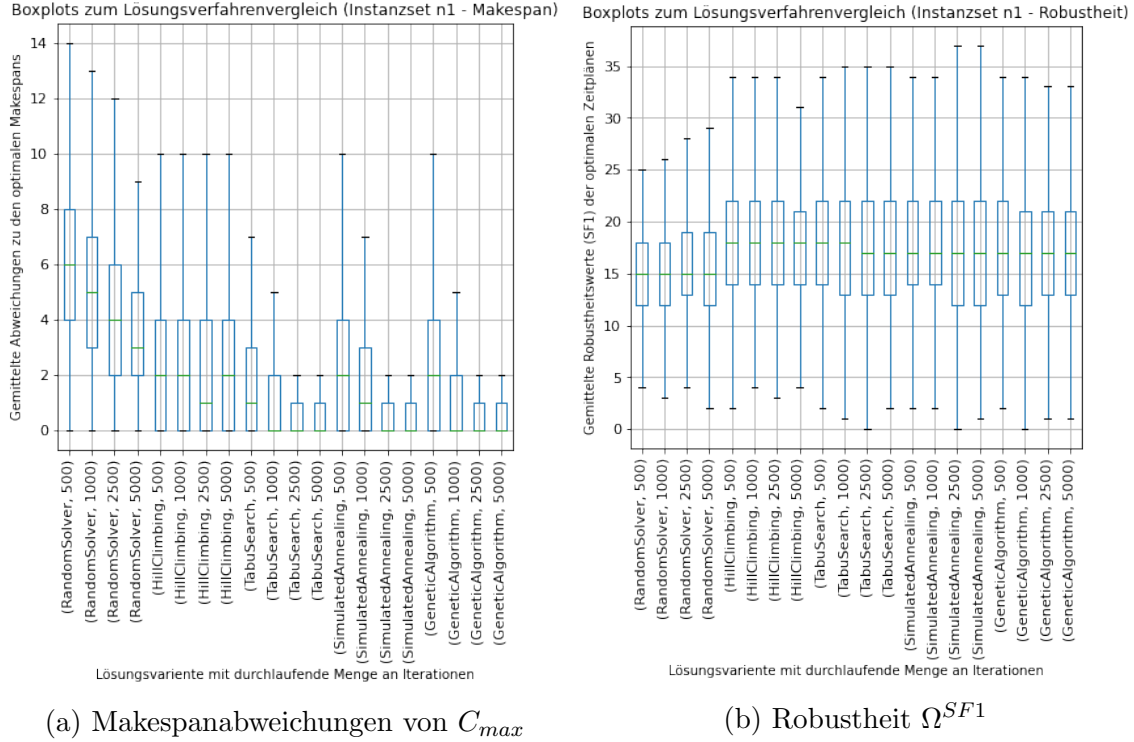 Boxplots zum Lösungsverfahrenvergleich (Instanzset n1 - Makespan)
Gemittelte Abweichungen zu den optimalen Makespans
14
12
10
8
6
4
2
0
(RandomSolver, 500)
(RandomSolver, 1000)
(RandomSolver, 2500)
(RandomSolver, 5000)
(HillClimbing, 500)
(HillClimbing, 1000)
(HillClimbing, 2500)
(HillClimbing, 5000)
(TabuSearch, 500)
(TabuSearch, 1000)
(TabuSearch, 2500)
(TabuSearch, 5000)
(SimulatedAnnealing, 500)
(SimulatedAnnealing, 1000)
(SimulatedAnnealing, 2500)
(SimulatedAnnealing, 5000)
(GeneticAlgorithm, 500)
(GeneticAlgorithm, 1000)
(GeneticAlgorithm, 2500)
(GeneticAlgorithm, 5000)
Lösungsvariante mit durchlaufende Menge an Iterationen
(a) Makespanabweichungen von $C_{max}$
Boxplots zum Lösungsverfahrenvergleich (Instanzset n1 - Robustheit)
Gemittelte Robustheitswerte (SF1) der optimalen Zeitplänen
35
30
25
20
15
10
5
0
(RandomSolver, 500)
(RandomSolver, 1000)
(RandomSolver, 2500)
(RandomSolver, 5000)
(HillClimbing, 500)
(HillClimbing, 1000)
(HillClimbing, 2500)
(HillClimbing, 5000)
(TabuSearch, 500)
(TabuSearch, 1000)
(TabuSearch, 2500)
(TabuSearch, 5000)
(SimulatedAnnealing, 500)
(SimulatedAnnealing, 1000)
(SimulatedAnnealing, 2500)
(SimulatedAnnealing, 5000)
(GeneticAlgorithm, 500)
(GeneticAlgorithm, 1000)
(GeneticAlgorithm, 2500)
(GeneticAlgorithm, 5000)
Lösungsvariante mit durchlaufende Menge an Iterationen
(b) Robustheit $\Omega^{SF1}$